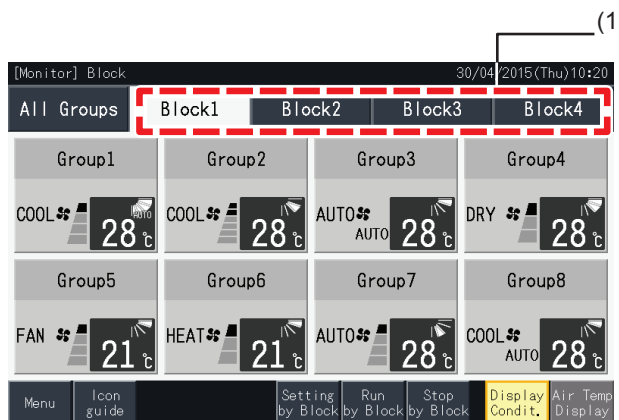 (1
[Monitor] Block 30/04/2015(Thu)10:20
All Groups Block1 Block2 Block3 Block4
Group1 Group2 Group3 Group4
COOL AUTO 28℃ COOL 28℃ AUTO AUTO 28℃ DRY 28℃
Group5 Group6 Group7 Group8
FAN 21℃ HEAT 21℃ AUTO 28℃ COOL AUTO 28℃
Menu Icon guide Setting by Block Run by Block Stop by Block Display Condit. Air Temp Display